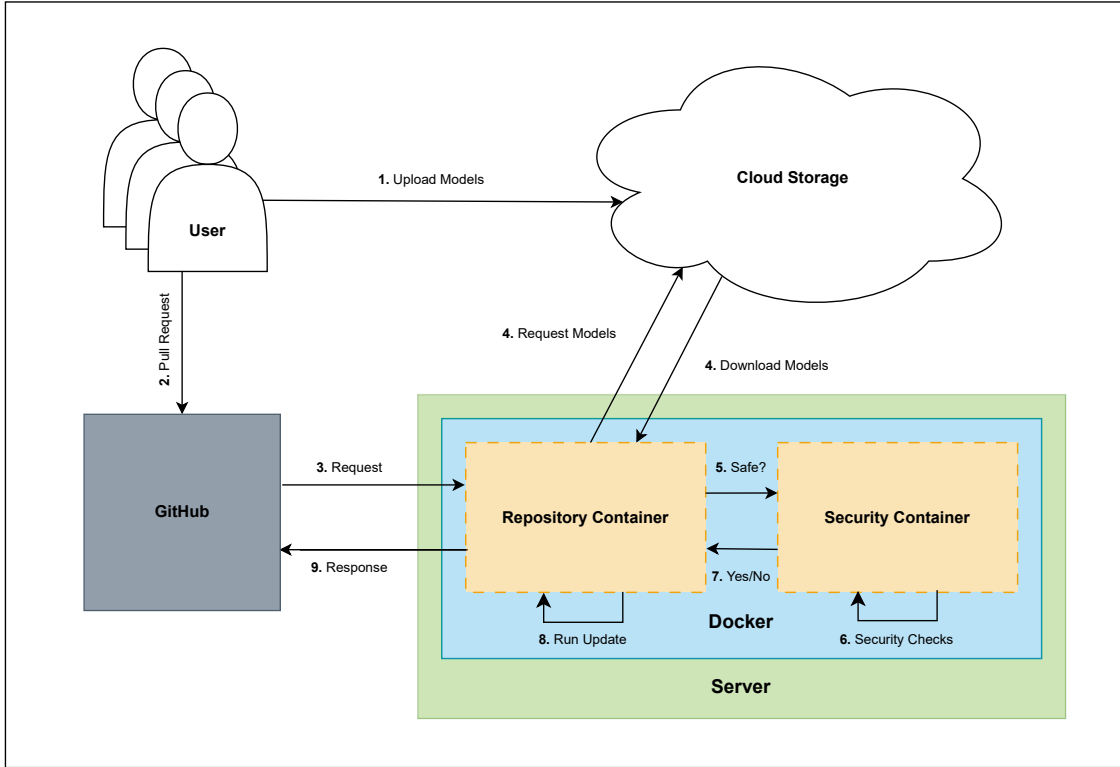 1. Upload Models
Cloud Storage
User
2. Pull Request
4. Request Models
4. Download Models
3. Request
5. Safe?
GitHub
Repository Container
Security Container
9. Response
7. Yes/No
8. Run Update
Docker
6. Security Checks
Server